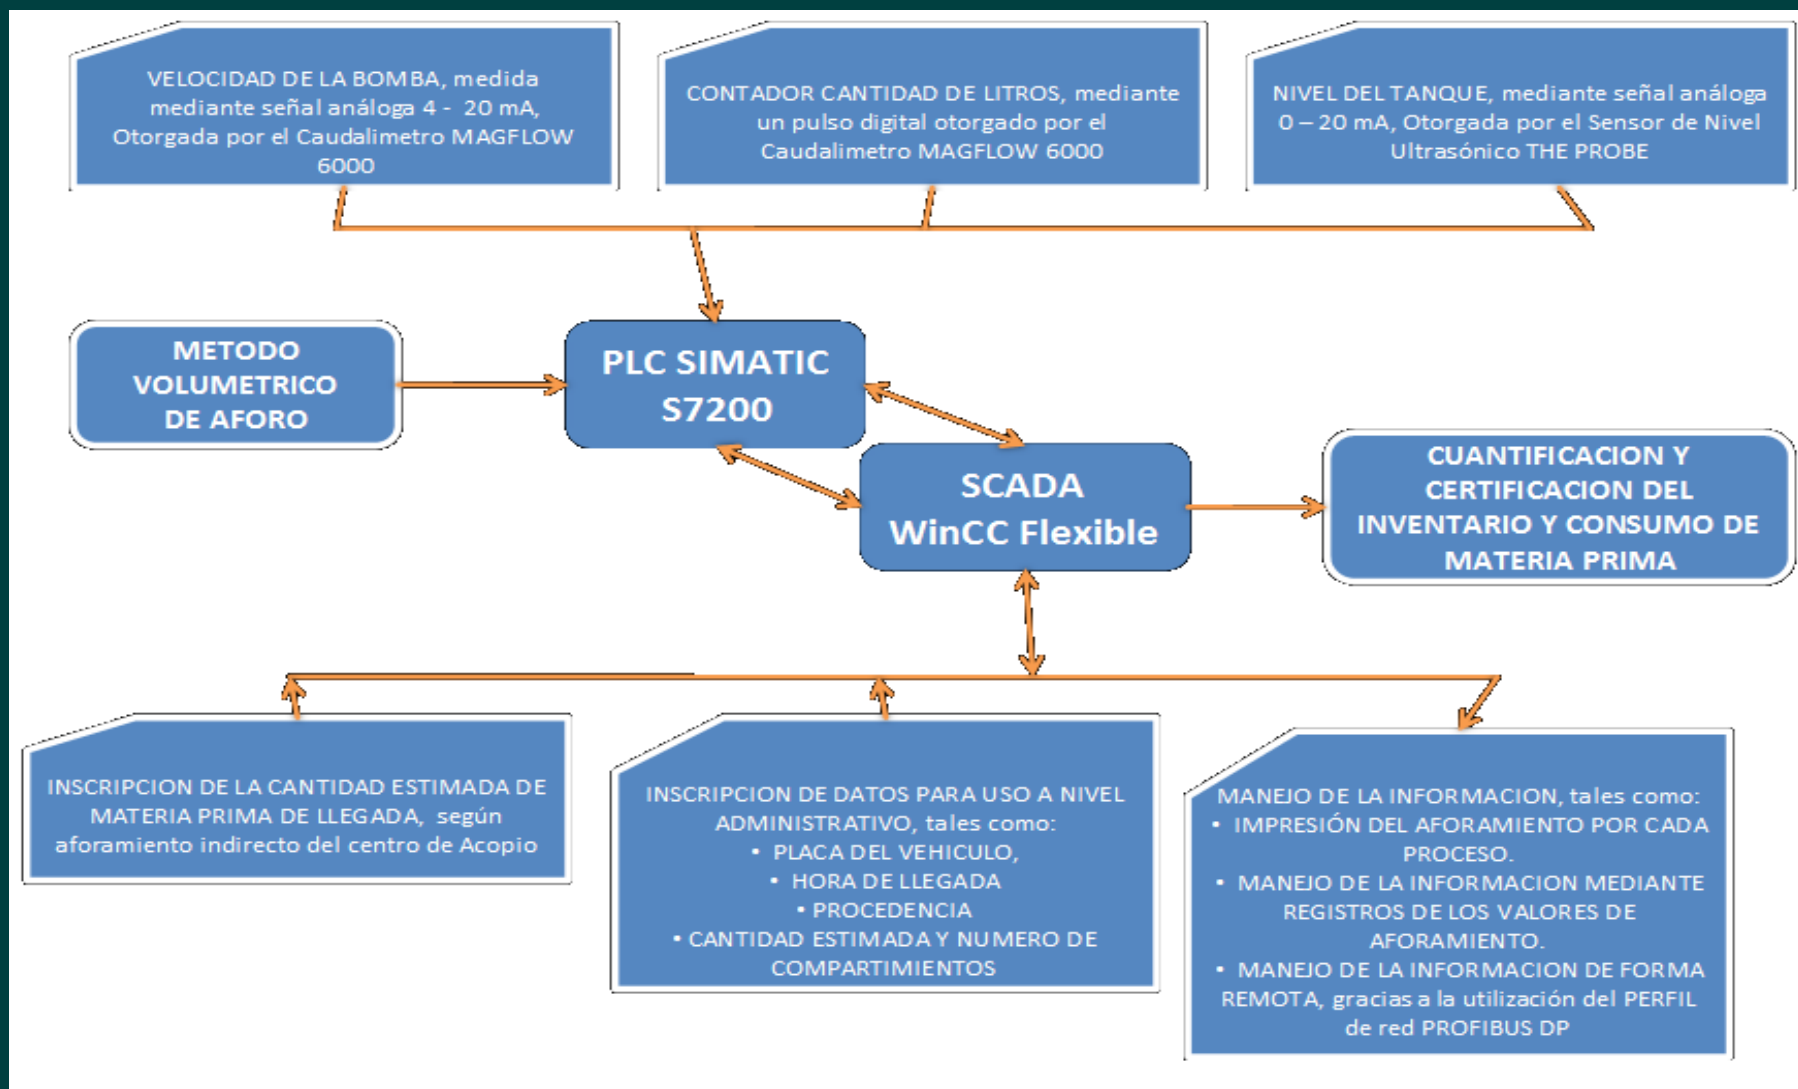 VELOCIDAD DE LA BOMBA, medida
mediante señal análoga 4 - 20 mA,
Otorgada por el Caudalimetro MAGFLOW
6000
CONTADOR CANTIDAD DE LITROS, mediante
un pulso digital otorgado por el
Caudalimetro MAGFLOW 6000
NIVEL DEL TANQUE, mediante señal análoga
0 – 20 mA, Otorgada por el Sensor de Nivel
Ultrasónico THE PROBE
METODO
VOLUMETRICO
DE AFORO
PLC SIMATIC
S7200
SCADA
WinCC Flexible
CUANTIFICACION Y
CERTIFICACION DEL
INVENTARIO Y CONSUMO DE
MATERIA PRIMA
INSCRIPCION DE LA CANTIDAD ESTIMADA DE
MATERIA PRIMA DE LLEGADA, según
aforamiento indirecto del centro de Acopio
INSCRIPCION DE DATOS PARA USO A NIVEL
ADMINISTRATIVO, tales como:
• PLACA DEL VEHICULO,
• HORA DE LLEGADA
• PROCEDENCIA
• CANTIDAD ESTIMADA Y NUMERO DE
COMPARTIMIENTOS
MANEJO DE LA INFORMACION, tales como:
• IMPRESIÓN DEL AFORAMIENTO POR CADA
PROCESO.
• MANEJO DE LA INFORMACION MEDIANTE
REGISTROS DE LOS VALORES DE
AFORAMIENTO.
• MANEJO DE LA INFORMACION DE FORMA
REMOTA, gracias a la utilización del PERFIL
de red PROFIBUS DP